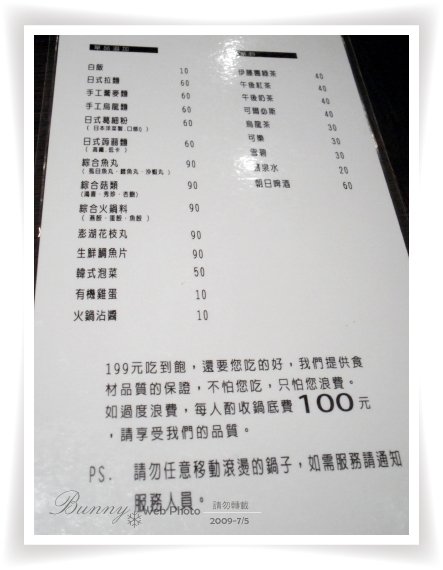 單點選加
白飯 10
日式拉麵 60
手工蕎麥麵 60
手工烏龍麵 60
日式葛細粉 60
日式蒟蒻麵 60
綜合魚丸 90
綜合菇類 90
綜合火鍋料 90
澎湖花枝丸 90
生鮮鯛魚片 90
韓式泡菜 50
有機雞蛋 10
火鍋沾醬 10
伊藤園綠茶 40
午後紅茶 40
午後奶茶 40
可爾必斯 40
烏龍茶 30
可樂 30
雪碧 30
礦泉水 20
朝日啤酒 60
199元吃到飽，還要您吃的好，我們提供食
材品質的保證，不怕您吃，只怕您浪費。
如過度浪費，每人酌收鍋底費100元
，請享受我們的品質。
PS. 請勿任意移動滾燙的鍋子，如需服務請通知
服務人員。
Bunny Web Photo 請勿轉載
2009-7/5